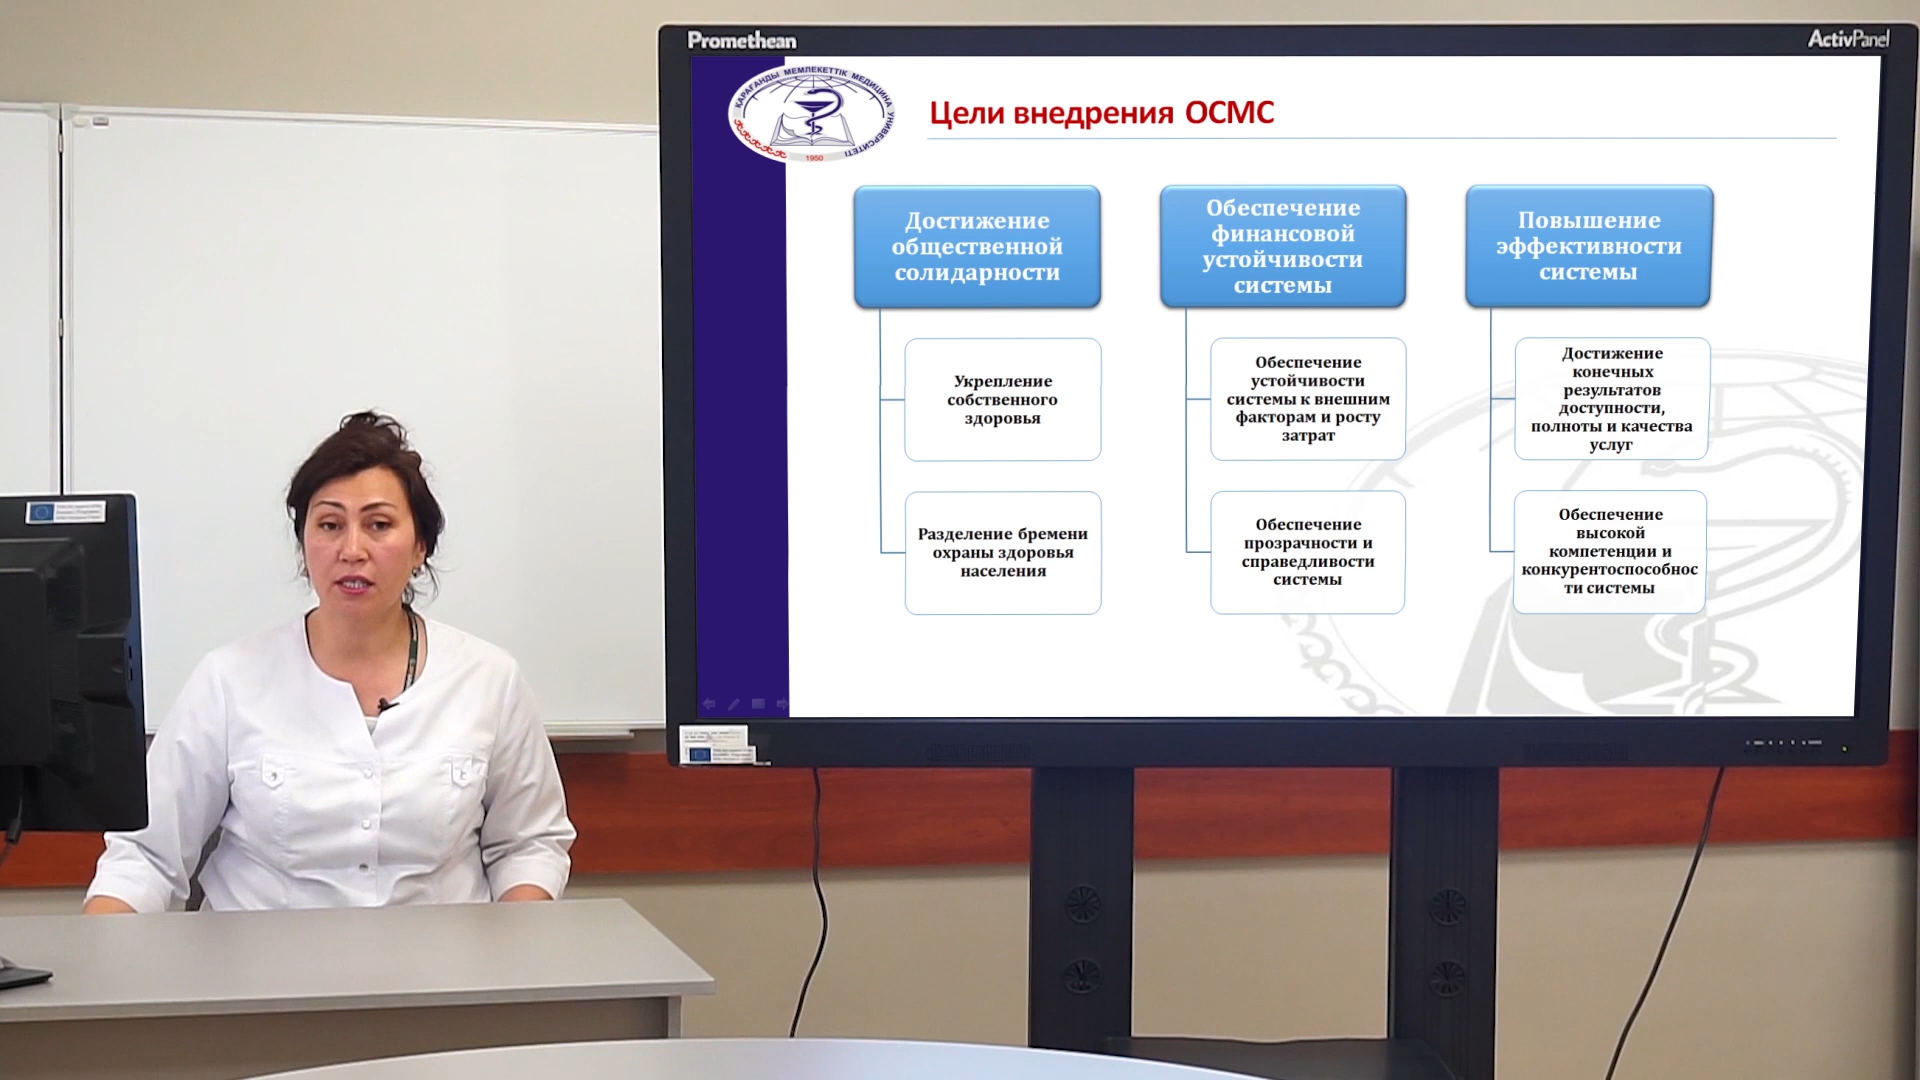 Promethean
ActivPanel
ҚАРАҒАНДЫ МЕМЛЕКЕТТІК МЕДИЦИНА УНИВЕРСИТЕТІ
1950
Цели внедрения ОСМС
Достижение
общественной
солидарности
Укрепление
собственного
здоровья
Разделение бремени
охраны здоровья
населения
Обеспечение
финансовой
устойчивости
системы
Обеспечение
устойчивости
системы к внешним
факторам и росту
затрат
Обеспечение
прозрачности и
справедливости
системы
Повышение
эффективности
системы
Достижение
конечных
результатов
доступности,
полноты и качества
услуг
Обеспечение
высокой
компетенции и
конкурентоспособнос
ти системы